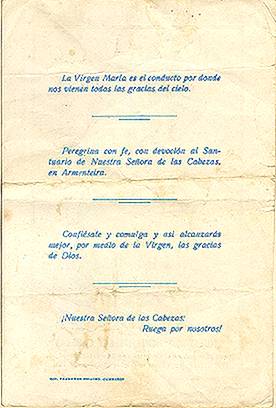 La Virgen María es el conducto por donde
nos vienen todas las gracias del cielo.
Peregrina con fe, con devoción al San-
tuario de Nuestra Señora de las Cabezas,
en Armenteira.
Confiésate y comulga y así alcanzarás
mejor, por medio de la Virgen, las gracias
de Dios.
¡Nuestra Señora de las Cabezas:
Ruega por nosotros!